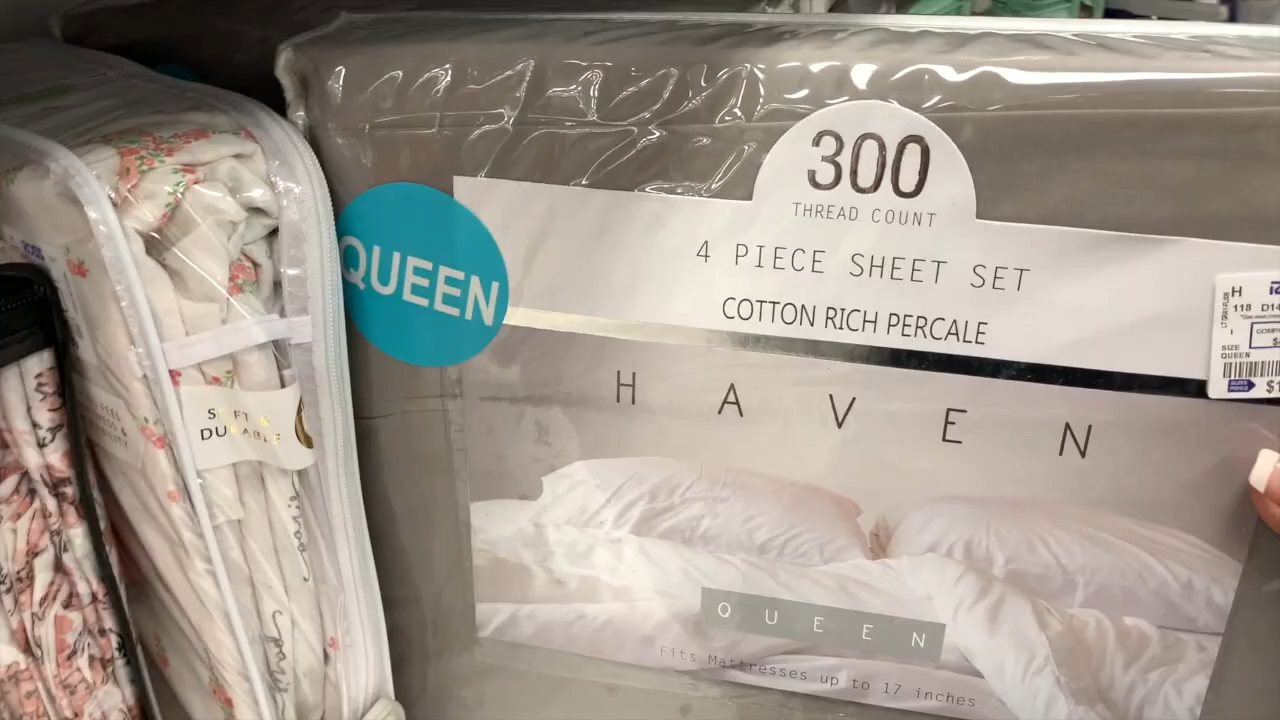 300
THREAD COUNT
4 PIECE SHEET SET
COTTON RICH PERCALE
QUEEN
HAVEN
QUEEN
Fits Mattresses up to 17 inches
SOFT &
DURABLE
H
118 D14
SIZE
QUEEN